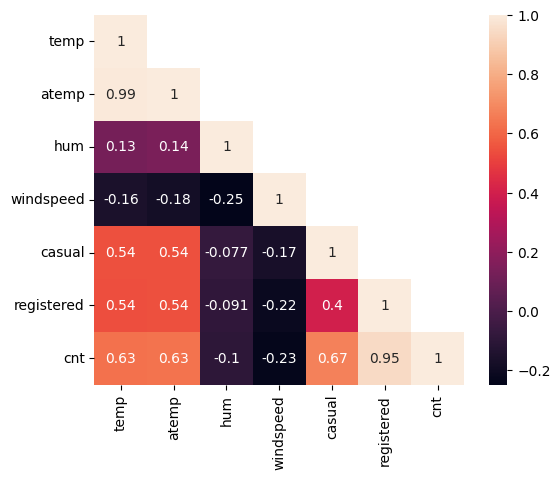 temp 1
atemp 0.99 1
hum 0.13 0.14 1
windspeed -0.16 -0.18 -0.25 1
casual 0.54 0.54 -0.077 -0.17 1
registered 0.54 0.54 -0.091 -0.22 0.4 1
cnt 0.63 0.63 -0.1 -0.23 0.67 0.95 1
temp atemp hum windspeed casual registered cnt
1.0
0.8
0.6
0.4
0.2
0.0
−0.2